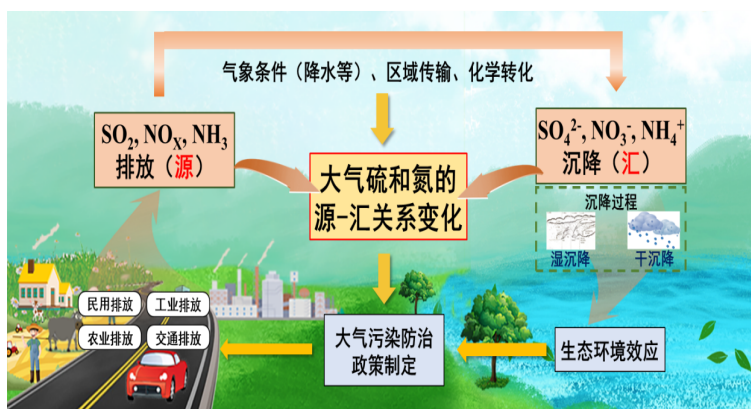 气象条件（降水等）、区域传输、化学转化
SO₂, NOₓ, NH₃
排放（源）
SO₄²⁻, NO₃⁻, NH₄⁺
沉降（汇）
大气硫和氮的
源-汇关系变化
沉降过程
湿沉降
干沉降
民用排放
工业排放
农业排放
交通排放
大气污染防治
政策制定
生态环境效应